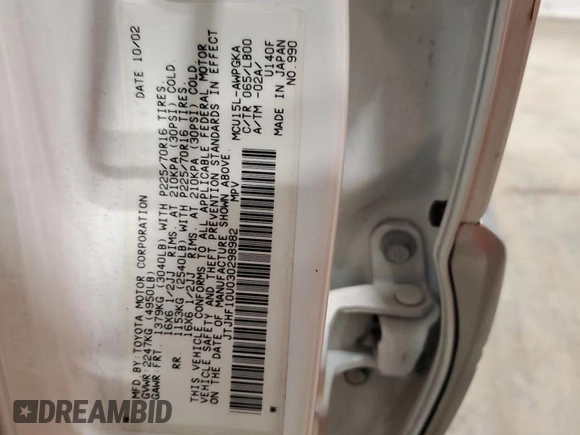 MFD. BY: TOYOTA MOTOR CORPORATION DATE 10/02
GVWR 2247KG (4950LB)
GAWR: FRT. 1379KG (3040LB) WITH P225/70R16 TIRES,
16X6 1/2JJ RIMS. AT 210KPA (30PSI) COLD.
RR 1153KG (2540LB) WITH P225/70R16 TIRES,
16X6 1/2JJ RIMS. AT 210KPA (30PSI) COLD.
THIS VEHICLE CONFORMS TO ALL APPLICABLE FEDERAL MOTOR
VEHICLE SAFETY AND THEFT PREVENTION STANDARDS IN EFFECT
ON THE DATE OF MANUFACTURE SHOWN ABOVE.
JTJHF10U030298982 MPV
MCU15L-AWPGKA
C/TR 065/LB00
A/TM -02A/
U140F
MADE IN JAPAN
NO.990
DREAMBID